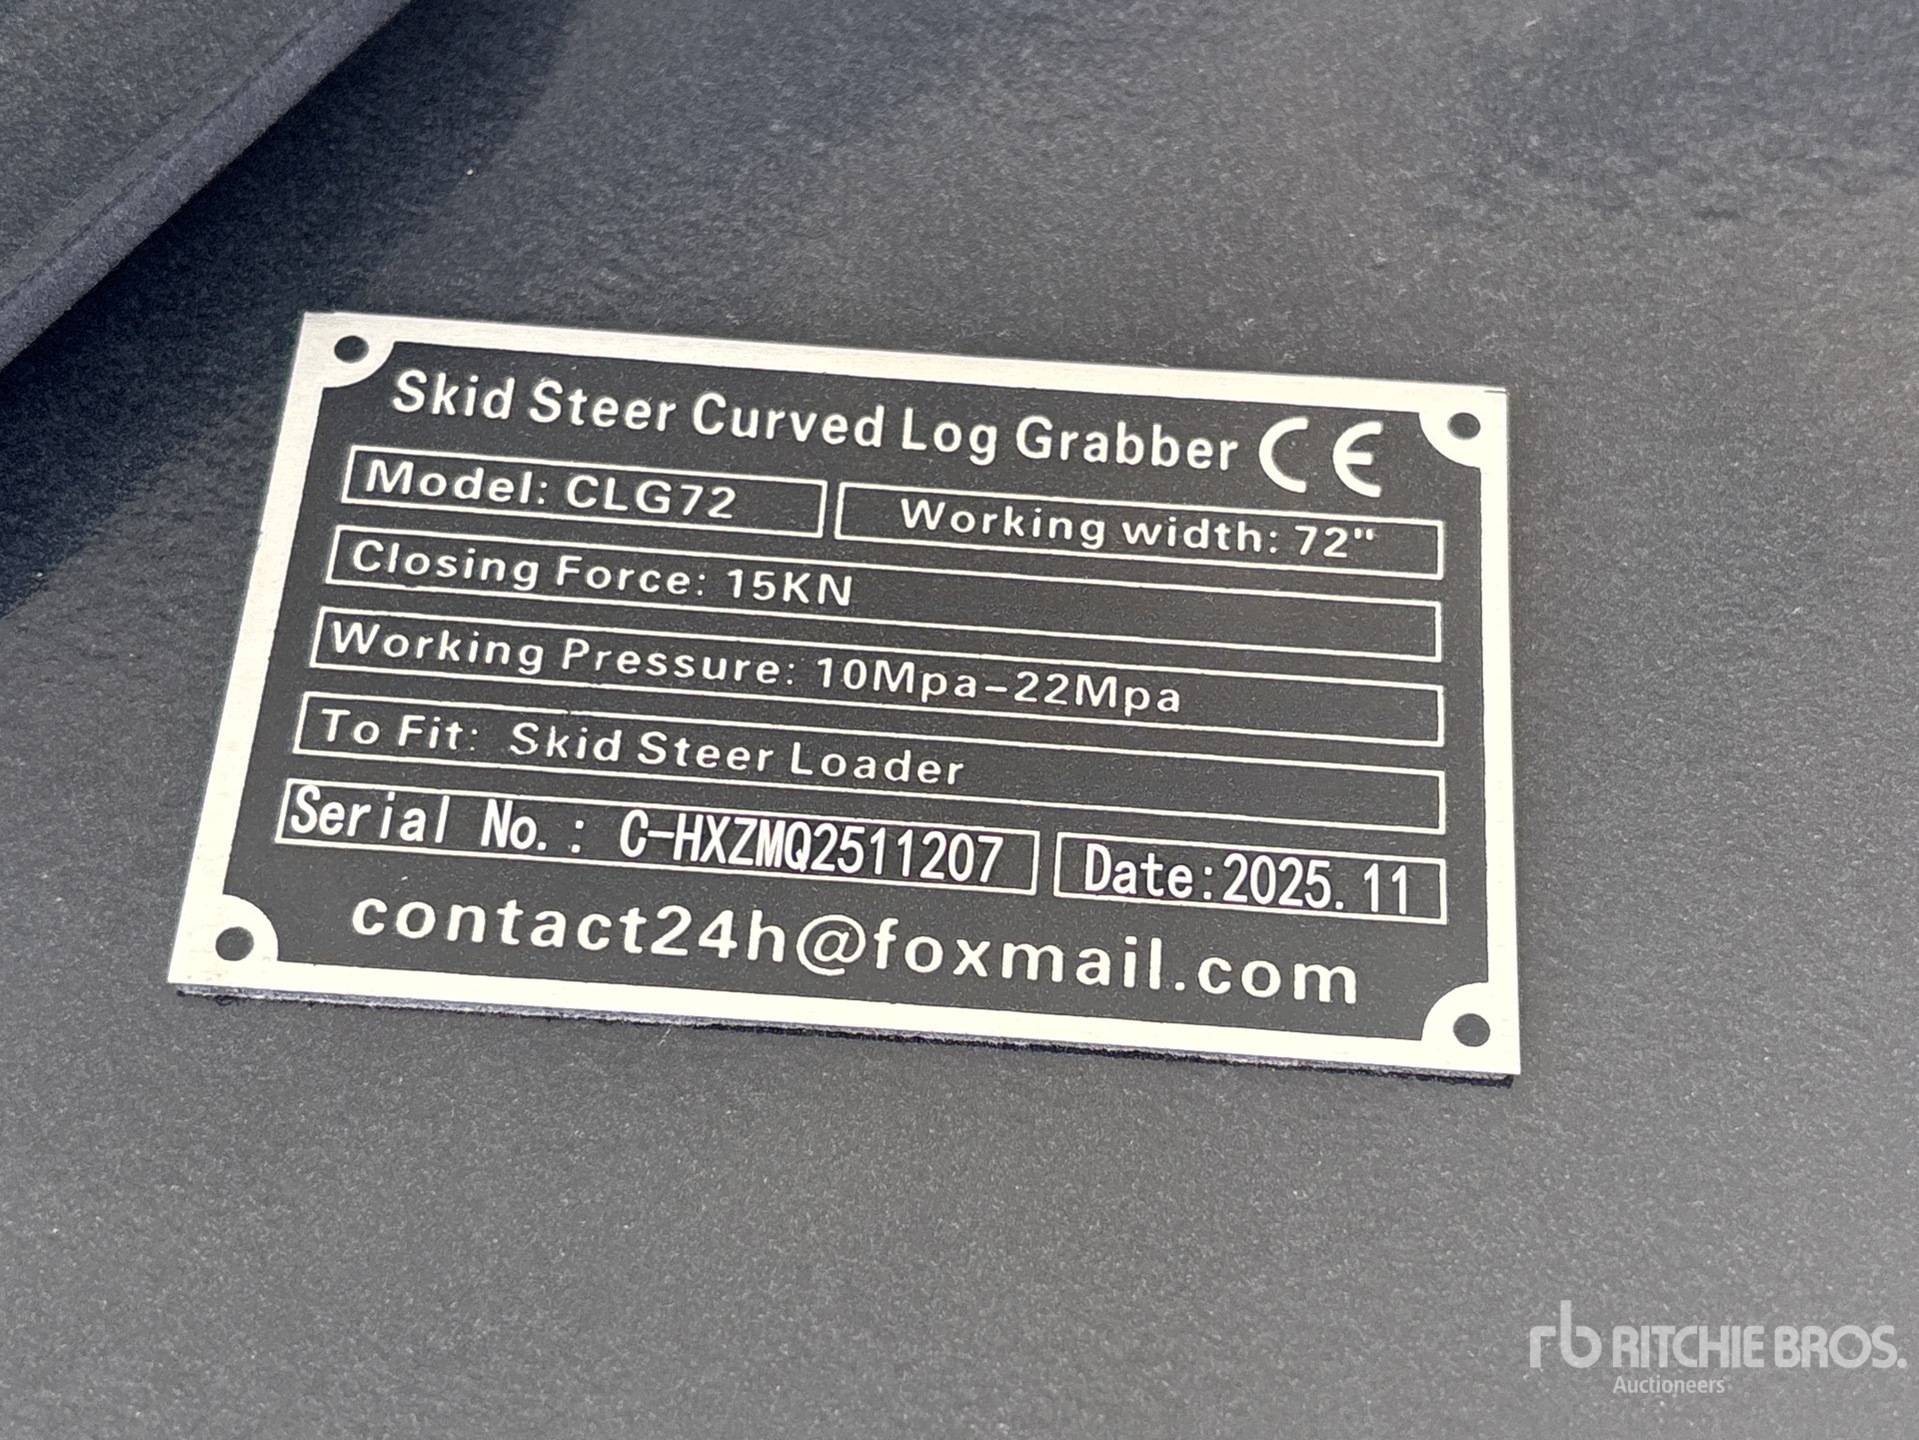 Skid Steer Curved Log Grabber CE
Model: CLG72
Working width: 72"
Closing Force: 15KN
Working Pressure: 10Mpa-22Mpa
To Fit: Skid Steer Loader
Serial No.: C-HXZMQ2511207
Date:2025.11
contact24h@foxmail.com
rb RITCHIE BROS.
Auctioneers